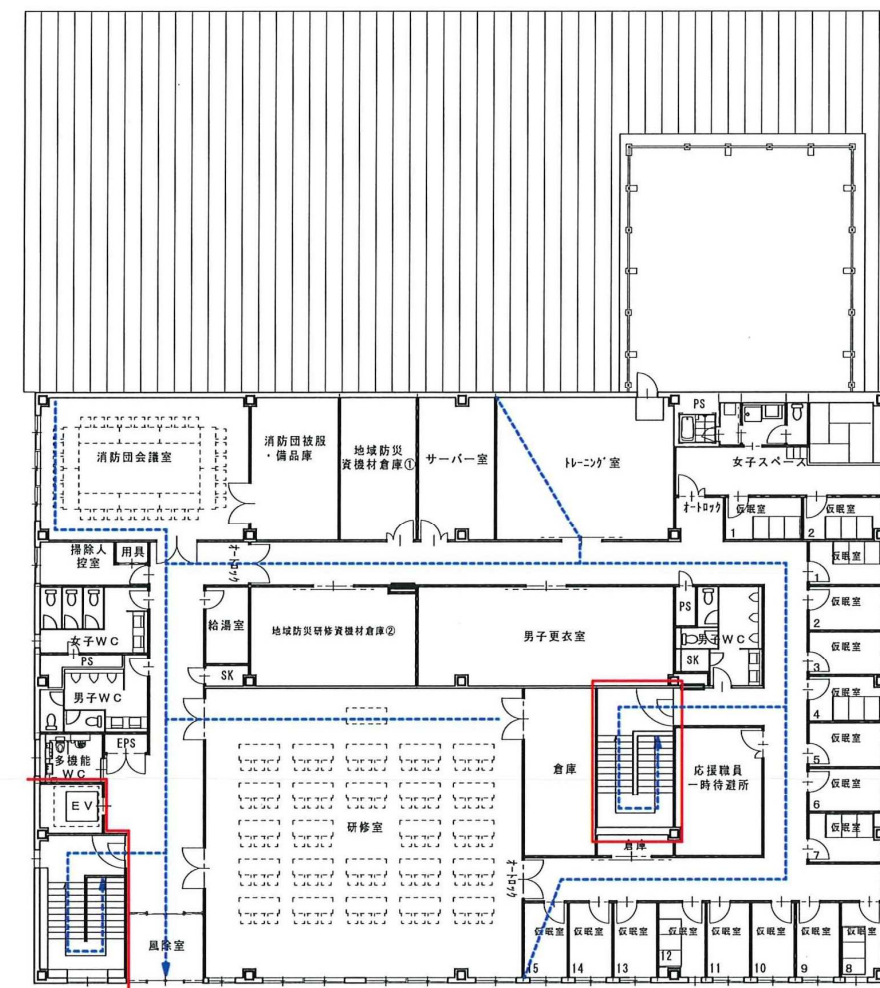 PS
消防団会議室
消防団被服
・備品庫
地域防災
資機材倉庫①
サーバー室
トレーニング室
女子スペース
オートロック
仮眠室
1
仮眠室
2
掃除人
控室
用具
オートロック
仮眠室
1
仮眠室
2
仮眠室
3
仮眠室
4
仮眠室
5
仮眠室
6
仮眠室
7
給湯室
地域防災研修資機材倉庫②
男子更衣室
PS
男子WC
SK
女子WC
PS
SK
男子WC
EPS
多機能
WC
EV
研修室
倉庫
応援職員
一時待避所
倉庫
オートロック
風除室
仮眠室
15
仮眠室
14
仮眠室
13
仮眠室
12
仮眠室
11
仮眠室
10
仮眠室
9
仮眠室
8